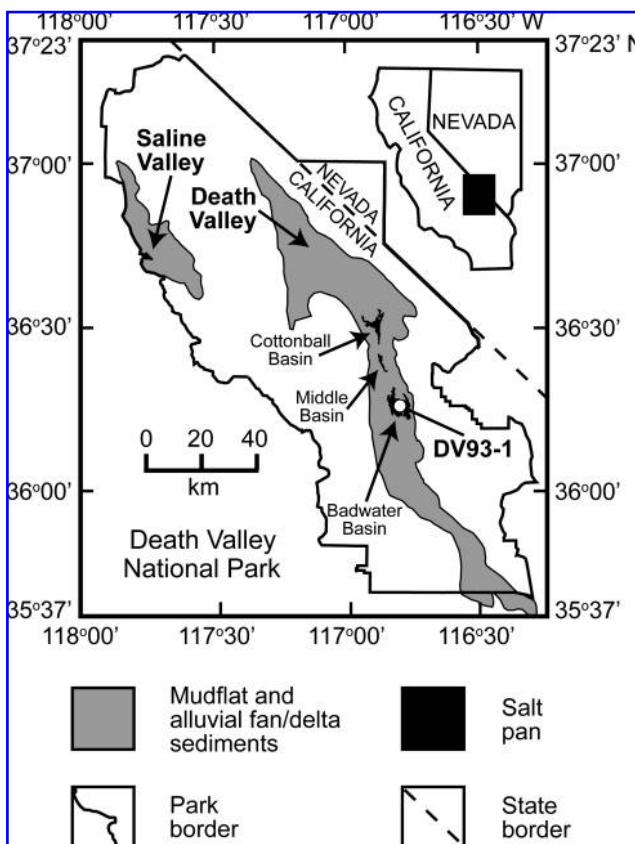 118°00’ 117°30’ 117°00’ 116°30’
37°23’ 37°23’ N
CALIFORNIA
NEVADA
37°00’ 37°00’
Saline
Valley
Death
Valley
NEVADA
CALIFORNIA
36°30’ 36°30’
Cottonball
Basin
Middle
Basin
0 20 40
km
DV93-1
36°00’ 36°00’
Badwater
Basin
Death Valley
National Park
35°37’ 35°37’
118°00’ 117°30’ 117°00’ 116°30’
Mudflat and
alluvial fan/delta
sediments
Salt
pan
Park
border
State
border